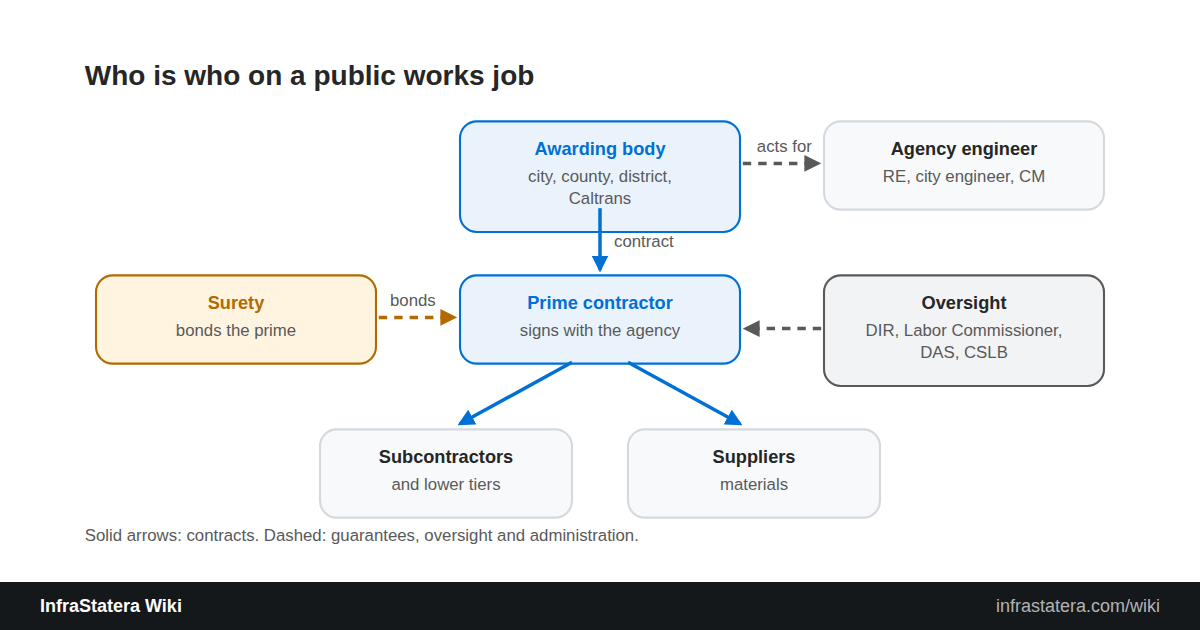 Who is who on a public works job
Awarding body
city, county, district,
Caltrans
acts for
Agency engineer
RE, city engineer, CM
contract
Surety
bonds the prime
bonds
Prime contractor
signs with the agency
Oversight
DIR, Labor Commissioner,
DAS, CSLB
Subcontractors
and lower tiers
Suppliers
materials
Solid arrows: contracts. Dashed: guarantees, oversight and administration.
InfraStatera Wiki
infrastatera.com/wiki